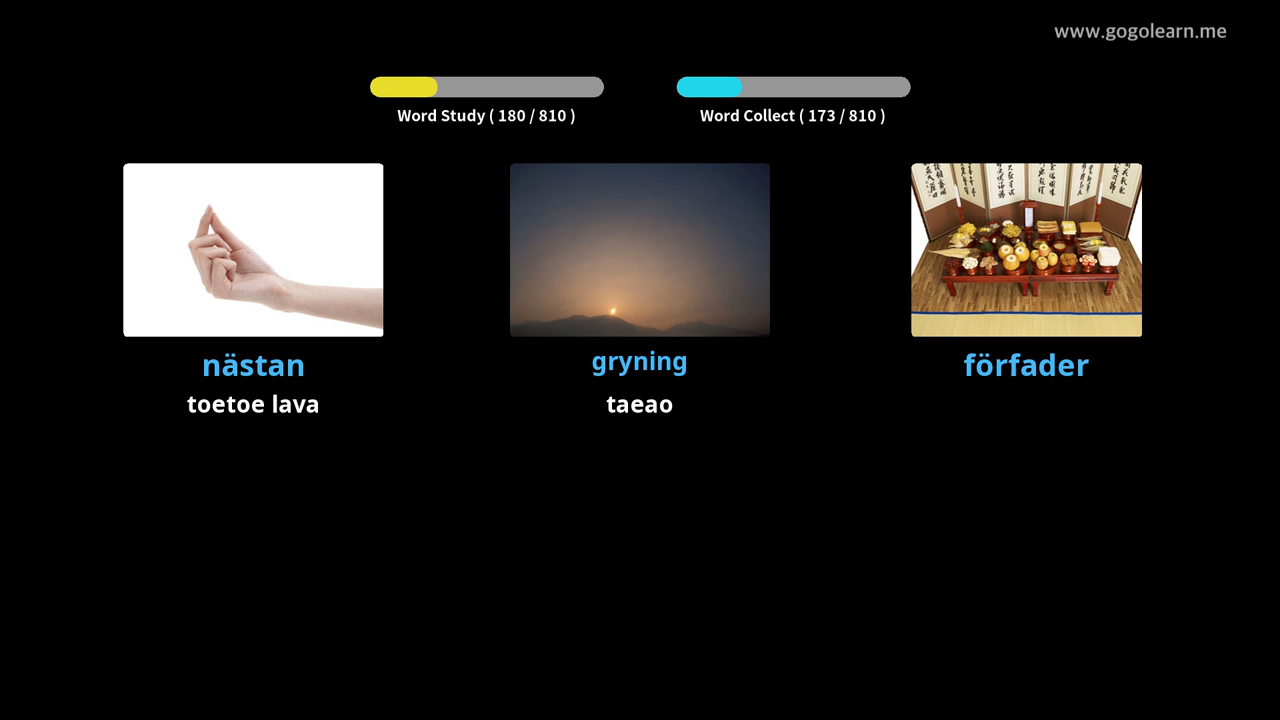 www.gogolearn.me
Word Study ( 180 / 810 )
Word Collect ( 173 / 810 )
nästan
gryning
förfader
toetoe lava
taeao